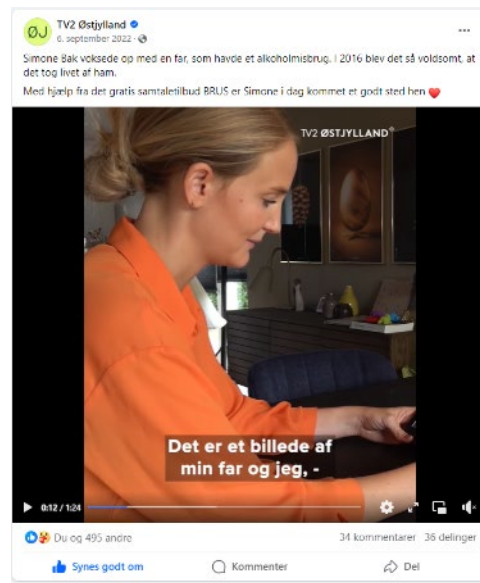 ØJ
TV2 Østjylland
6. september 2022
Simone Bak voksede op med en far, som havde et alkoholmisbrug. I 2016 blev det så voldsomt, at
det tog livet af ham.
Med hjælp fra det gratis samtaletilbud BRUS er Simone i dag kommet et godt sted hen
TV2 ØSTJYLLAND
Det er et billede af
min far og jeg, -
0:12 / 1:24
Du og 495 andre
34 kommentarer 36 delinger
Synes godt om Kommenter Del